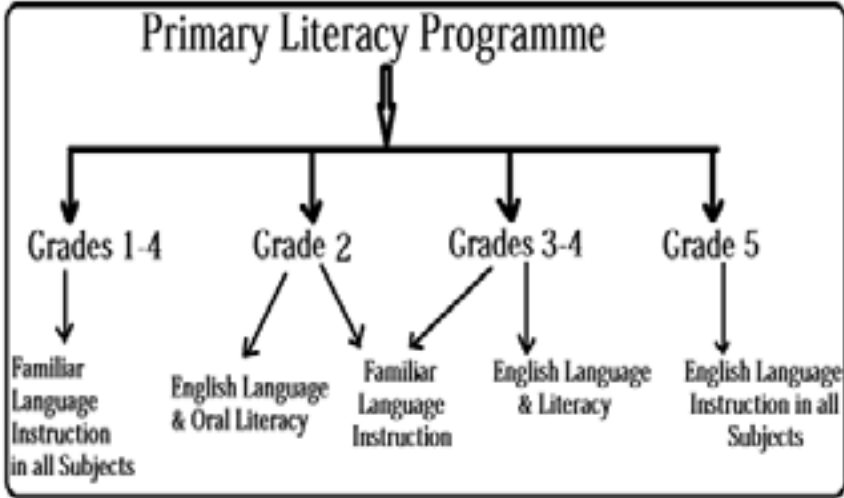 Primary Literacy Programme
Grades 1-4
Grade 2
Grades 3-4
Grade 5
Familiar
Language
Instruction
in all Subjects
English Language
& Oral Literacy
Familiar
Language
Instruction
English Language
& Literacy
English Language
Instruction in all
Subjects